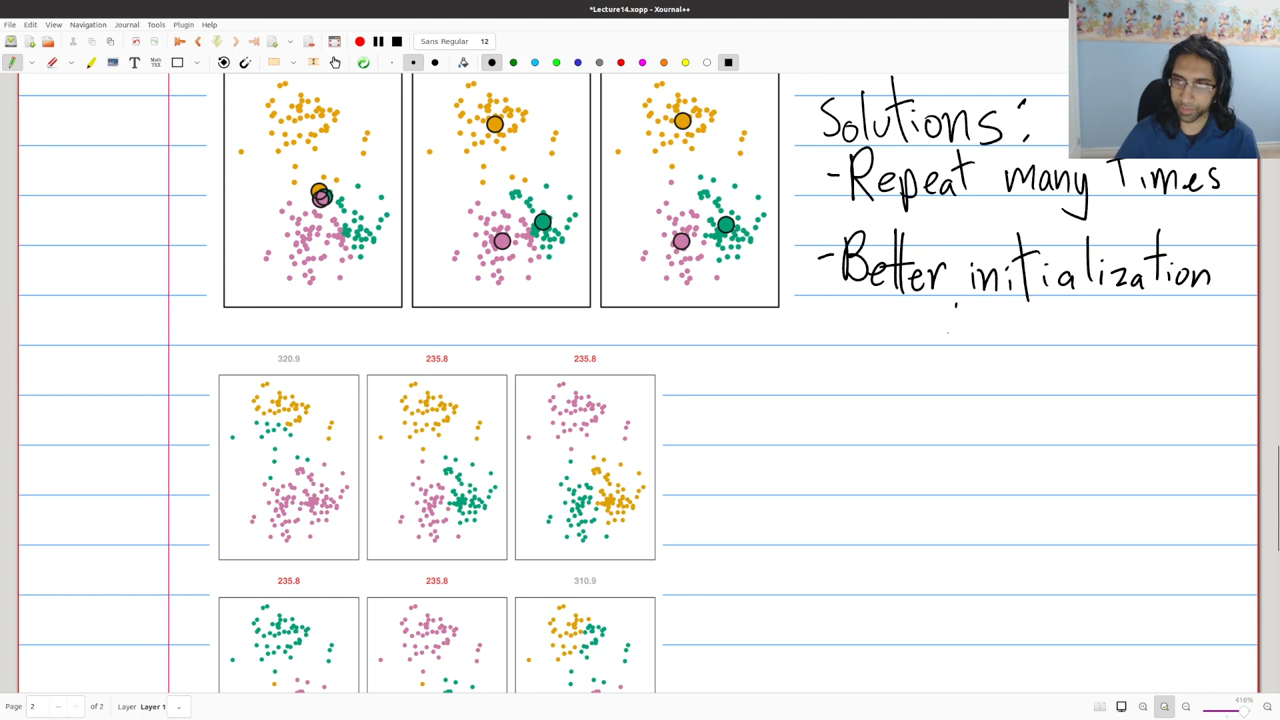 *Lecture14.xopp - Xournal++
File Edit View Navigation Journal Tools Plugin Help
Sans Regular 12
Solutions:
- Repeat many Times
- Better initialization
320.9 235.8 235.8
235.8 235.8 310.9
Page 2 of 2 Layer Layer 1 416%